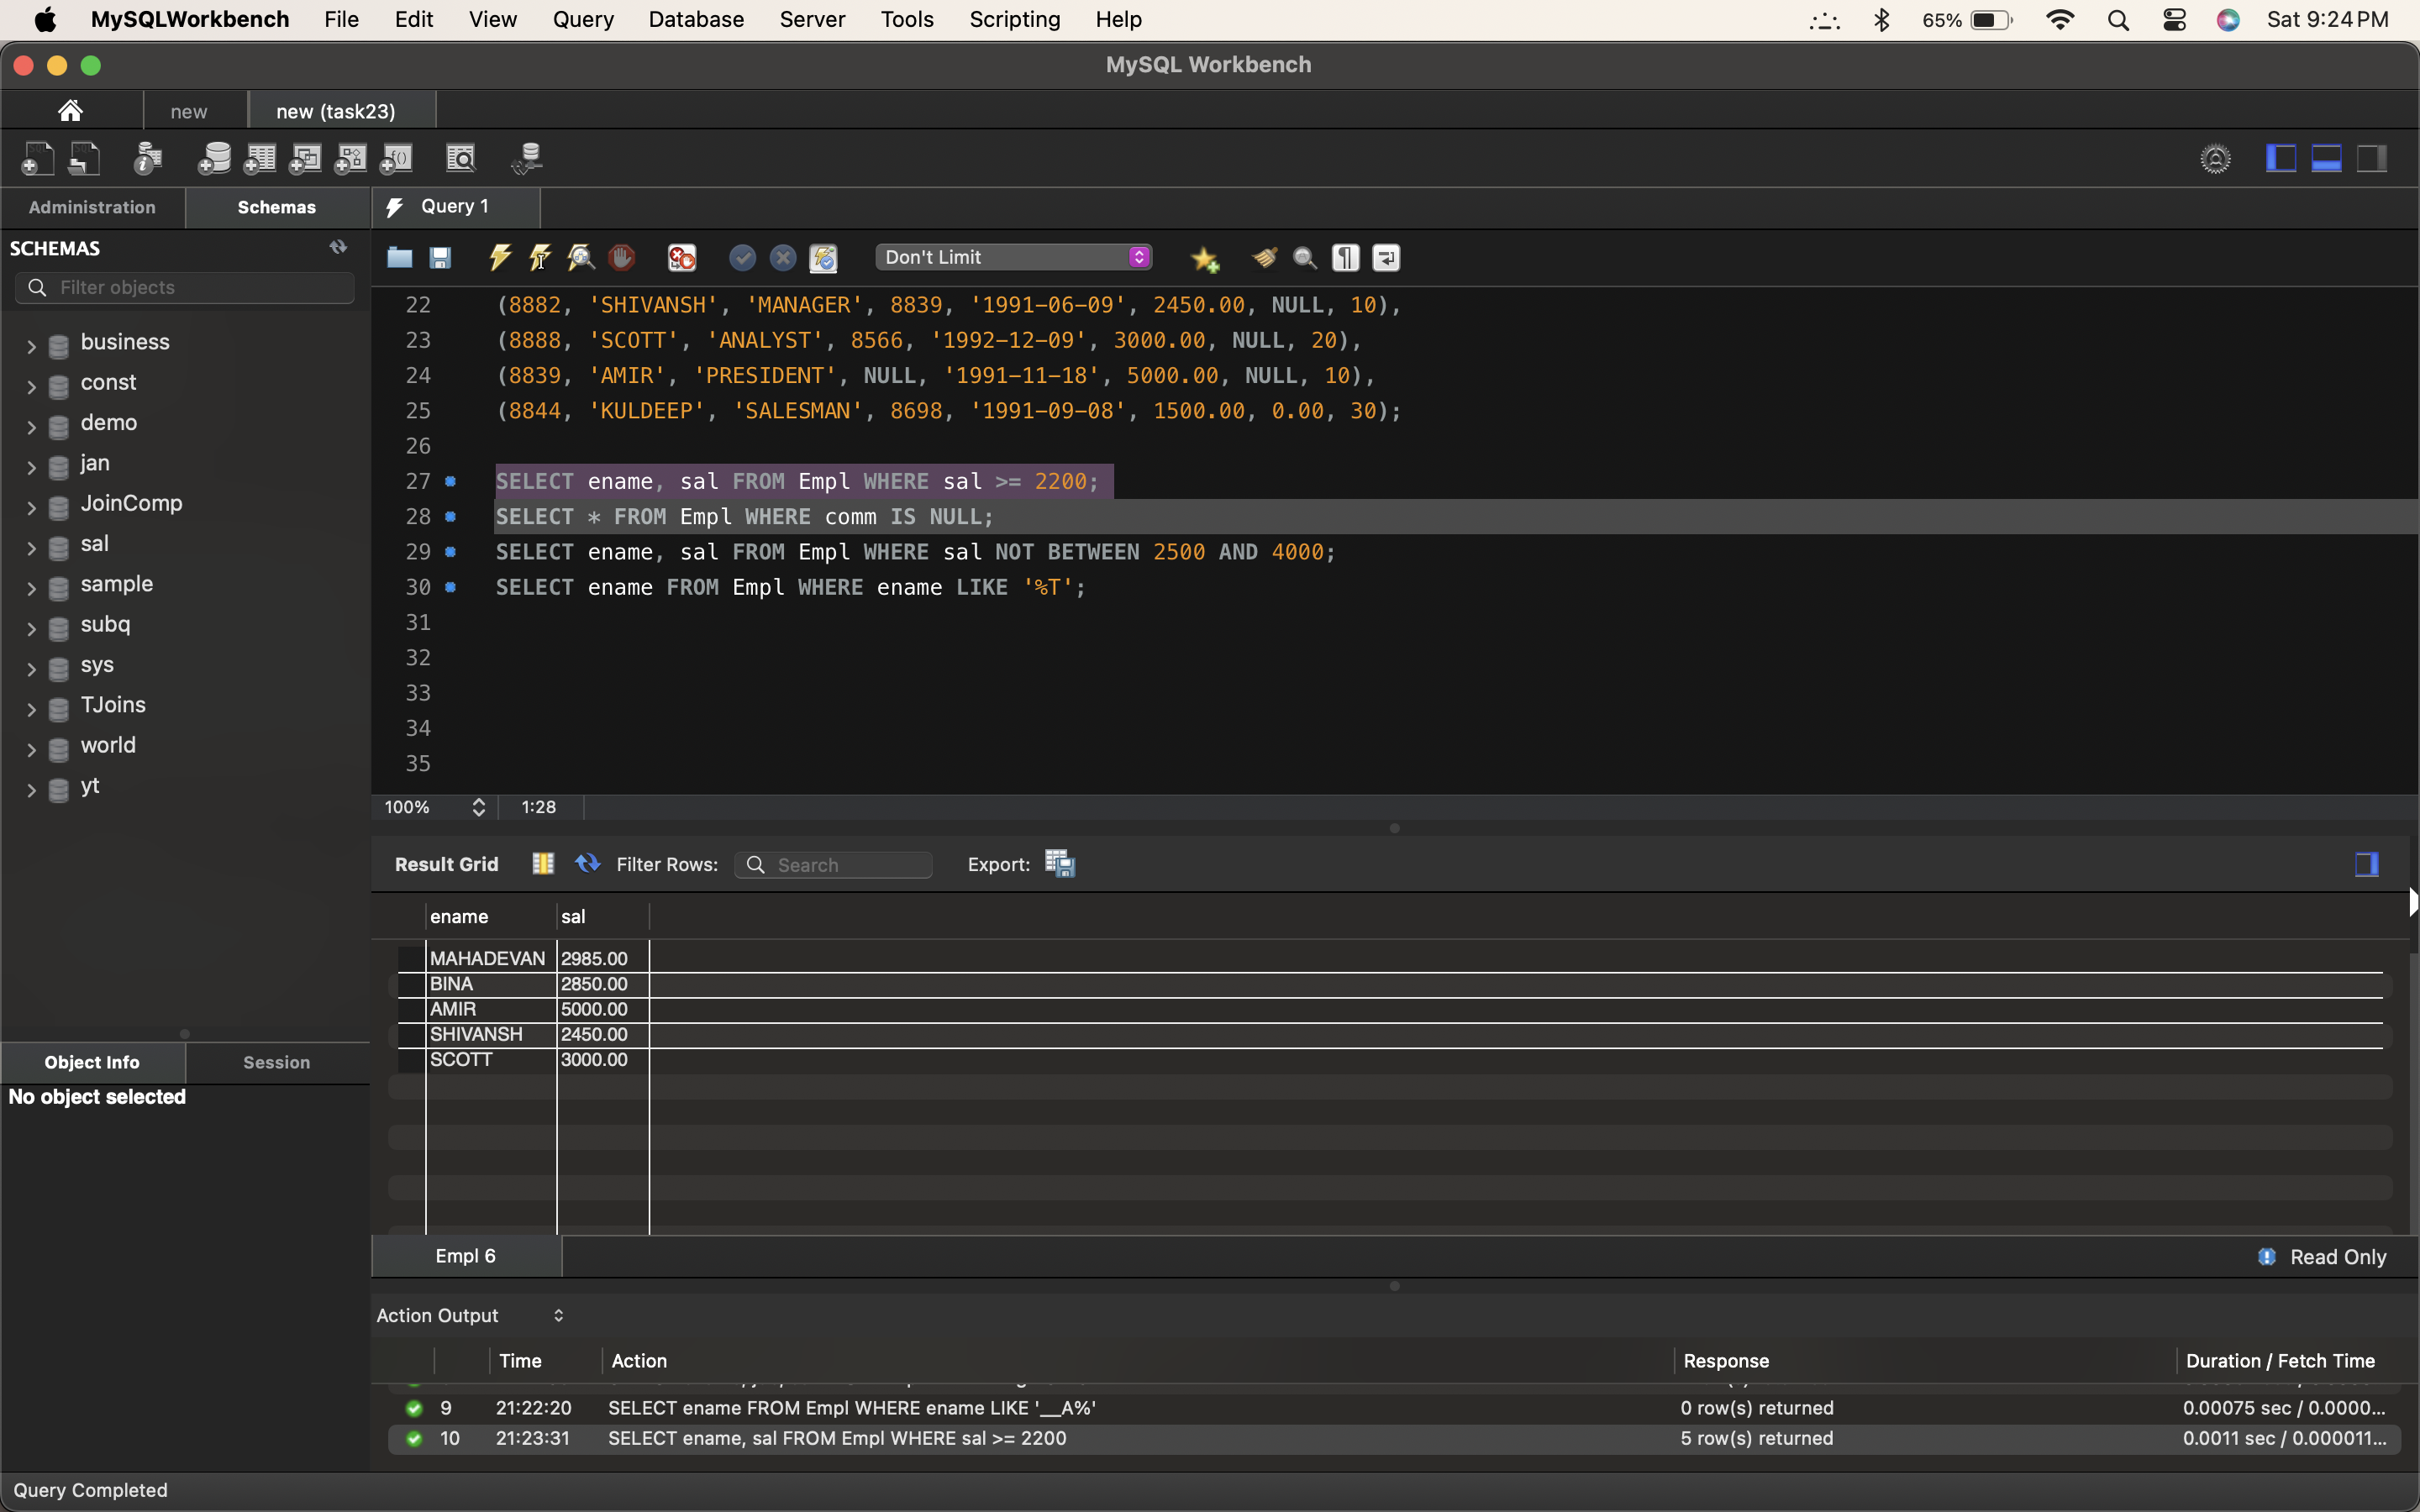 MySQLWorkbench File Edit View Query Database Server Tools Scripting Help 65% Sat 9:24 PM
MySQL Workbench
new new (task23)
Administration Schemas Query 1
SCHEMAS
Don't Limit
Filter objects
business
const
demo
jan
JoinComp
sal
sample
subq
sys
TJoins
world
yt
22 (8882, 'SHIVANSH', 'MANAGER', 8839, '1991-06-09', 2450.00, NULL, 10),
23 (8888, 'SCOTT', 'ANALYST', 8566, '1992-12-09', 3000.00, NULL, 20),
24 (8839, 'AMIR', 'PRESIDENT', NULL, '1991-11-18', 5000.00, NULL, 10),
25 (8844, 'KULDEEP', 'SALESMAN', 8698, '1991-09-08', 1500.00, 0.00, 30);
26
27 SELECT ename, sal FROM Empl WHERE sal >= 2200;
28 SELECT * FROM Empl WHERE comm IS NULL;
29 SELECT ename, sal FROM Empl WHERE sal NOT BETWEEN 2500 AND 4000;
30 SELECT ename FROM Empl WHERE ename LIKE '%T';
31
32
33
34
35
100% 1:28
Result Grid Filter Rows: Search Export:
ename sal
MAHADEVAN 2985.00
BINA 2850.00
AMIR 5000.00
SHIVANSH 2450.00
SCOTT 3000.00
Object Info Session
No object selected
Empl 6 Read Only
Action Output
Time Action Response Duration / Fetch Time
9 21:22:20 SELECT ename FROM Empl WHERE ename LIKE '__A%' 0 row(s) returned 0.00075 sec / 0.0000...
10 21:23:31 SELECT ename, sal FROM Empl WHERE sal >= 2200 5 row(s) returned 0.0011 sec / 0.000011...
Query Completed